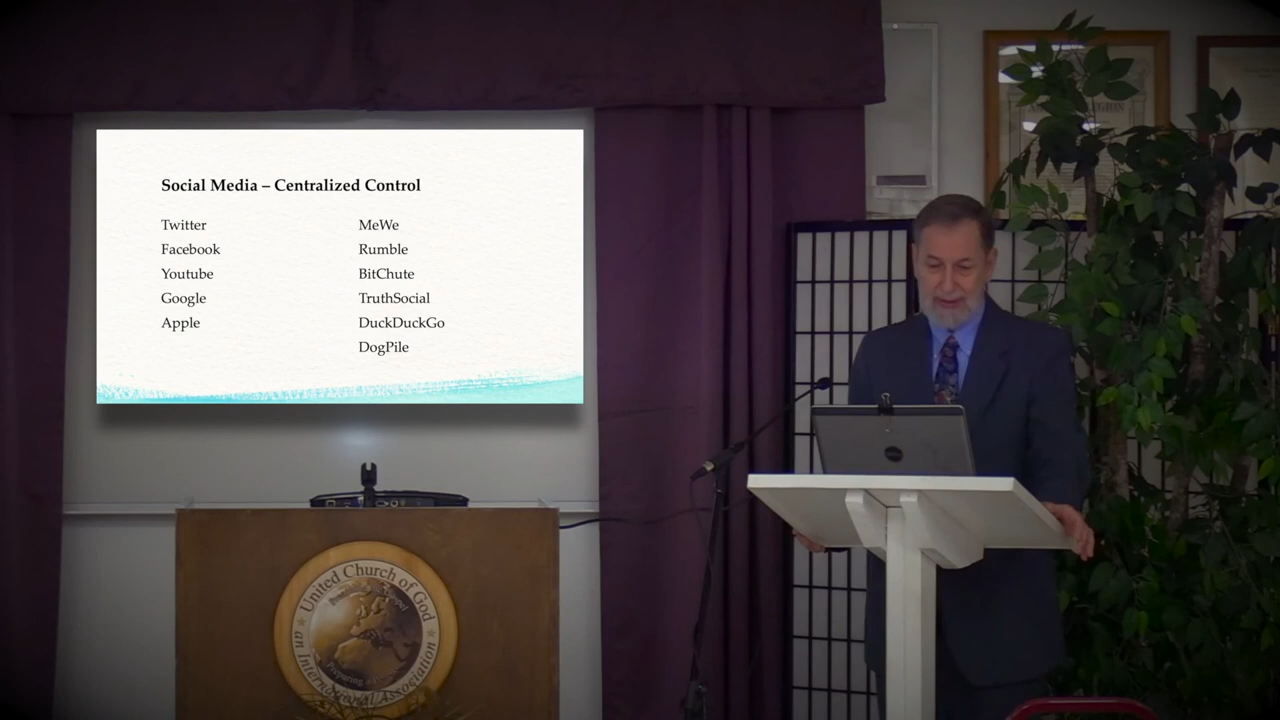 Social Media – Centralized Control
Twitter
Facebook
Youtube
Google
Apple
MeWe
Rumble
BitChute
TruthSocial
DuckDuckGo
DogPile
United Church of God
an International Association